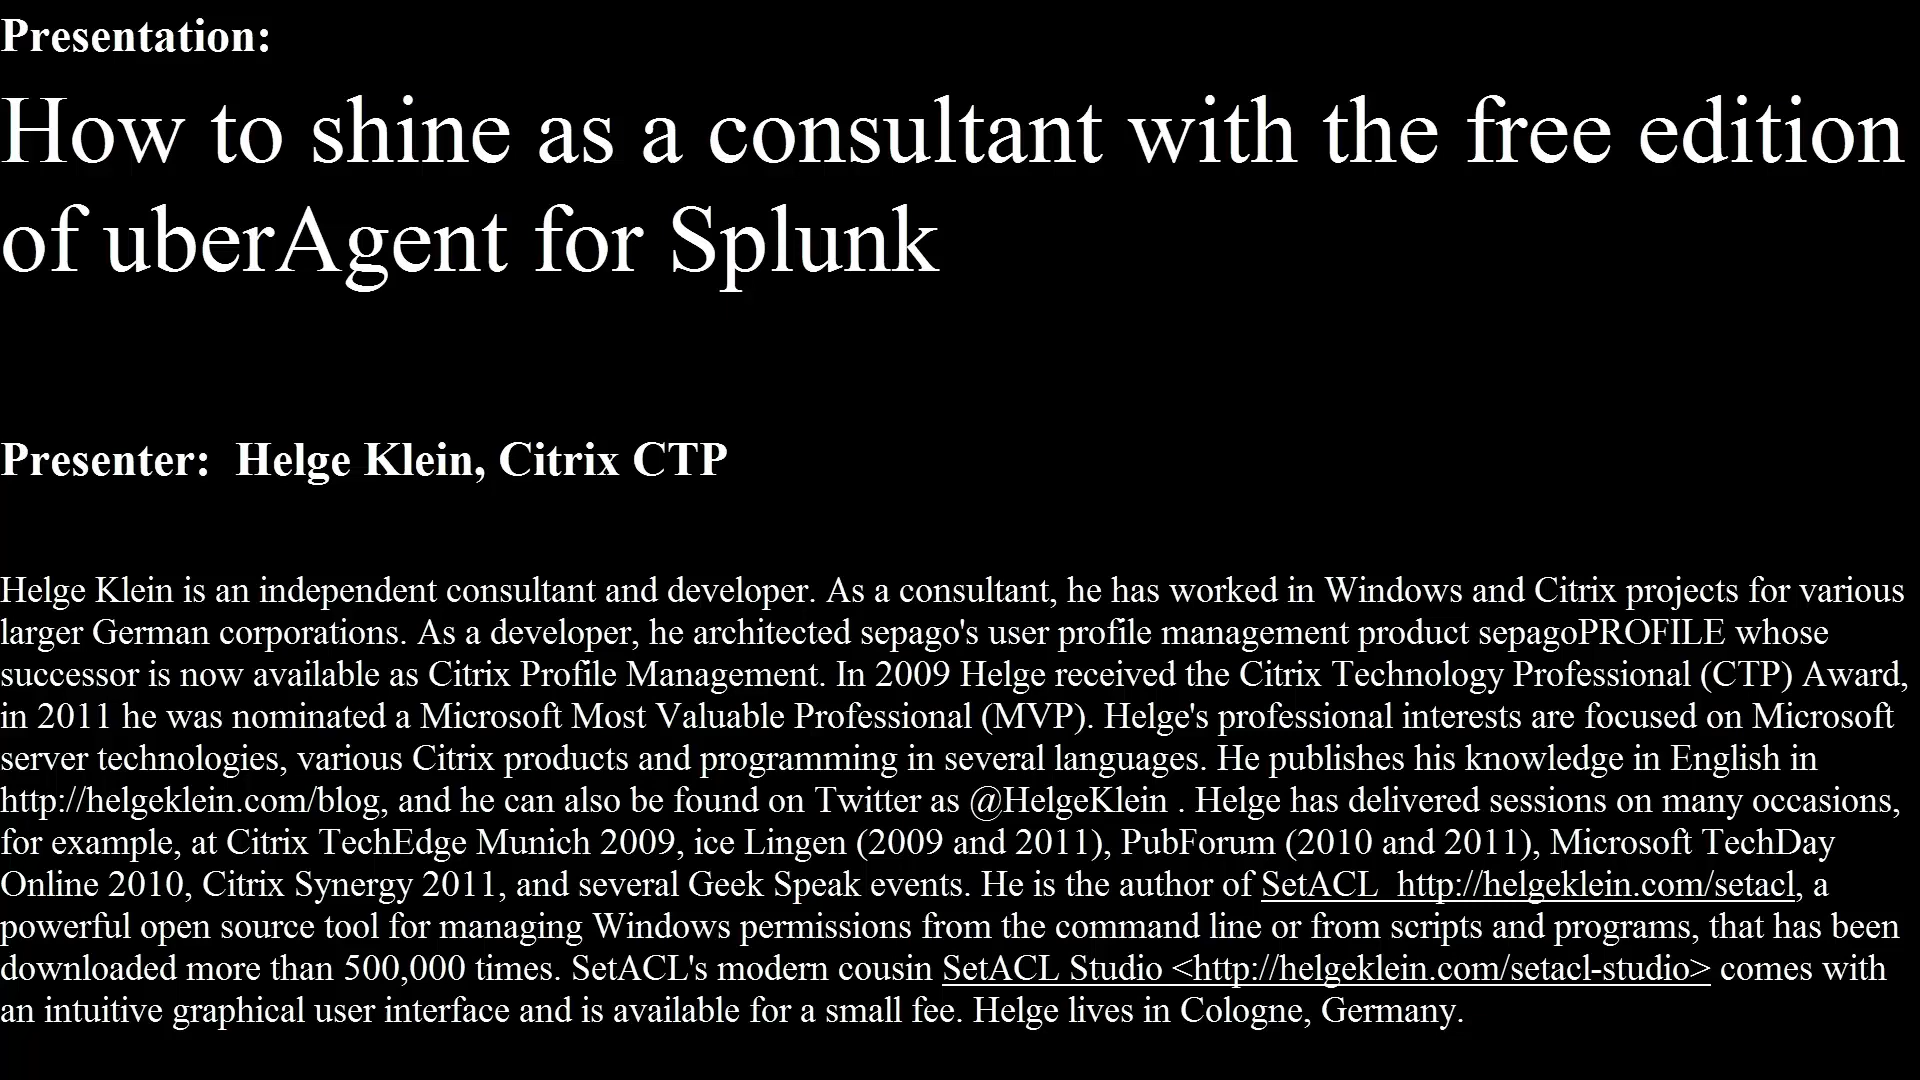 Presentation:
How to shine as a consultant with the free edition
of uberAgent for Splunk
Presenter:  Helge Klein, Citrix CTP
Helge Klein is an independent consultant and developer. As a consultant, he has worked in Windows and Citrix projects for various
larger German corporations. As a developer, he architected sepago's user profile management product sepagoPROFILE whose
successor is now available as Citrix Profile Management. In 2009 Helge received the Citrix Technology Professional (CTP) Award,
in 2011 he was nominated a Microsoft Most Valuable Professional (MVP). Helge's professional interests are focused on Microsoft
server technologies, various Citrix products and programming in several languages. He publishes his knowledge in English in
http://helgeklein.com/blog, and he can also be found on Twitter as @HelgeKlein . Helge has delivered sessions on many occasions,
for example, at Citrix TechEdge Munich 2009, ice Lingen (2009 and 2011), PubForum (2010 and 2011), Microsoft TechDay
Online 2010, Citrix Synergy 2011, and several Geek Speak events. He is the author of SetACL  http://helgeklein.com/setacl, a
powerful open source tool for managing Windows permissions from the command line or from scripts and programs, that has been
downloaded more than 500,000 times. SetACL's modern cousin SetACL Studio <http://helgeklein.com/setacl-studio> comes with
an intuitive graphical user interface and is available for a small fee. Helge lives in Cologne, Germany.